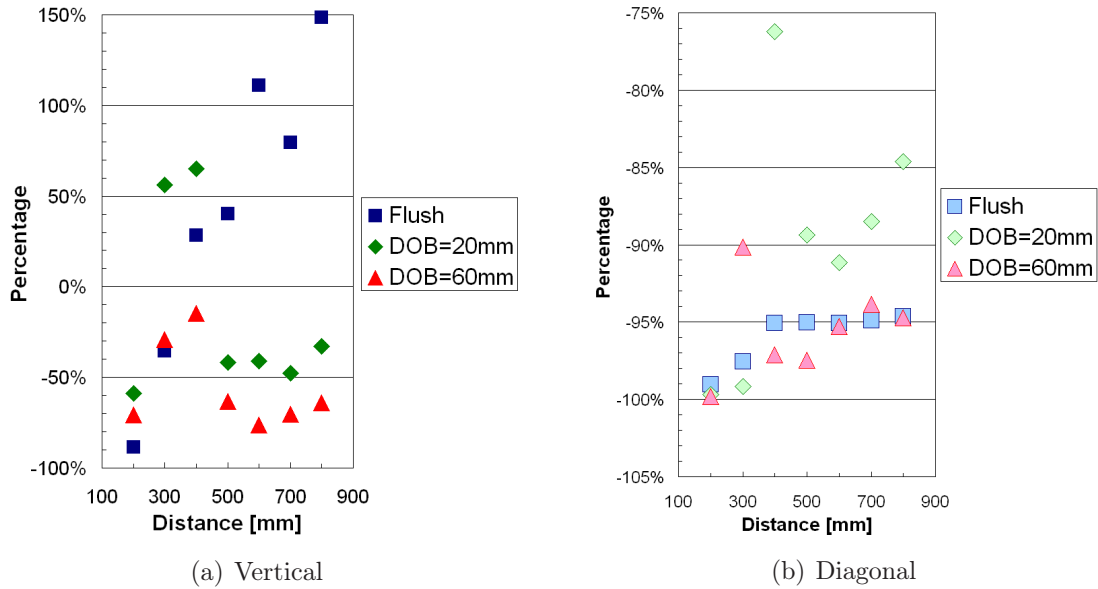 150%
100%
50%
0%
-50%
-100%
Percentage
100 300 500 700 900
Distance [mm]
Flush
DOB=20mm
DOB=60mm
(a) Vertical
-75%
-80%
-85%
-90%
-95%
-100%
-105%
Percentage
100 300 500 700 900
Distance [mm]
Flush
DOB=20mm
DOB=60mm
(b) Diagonal